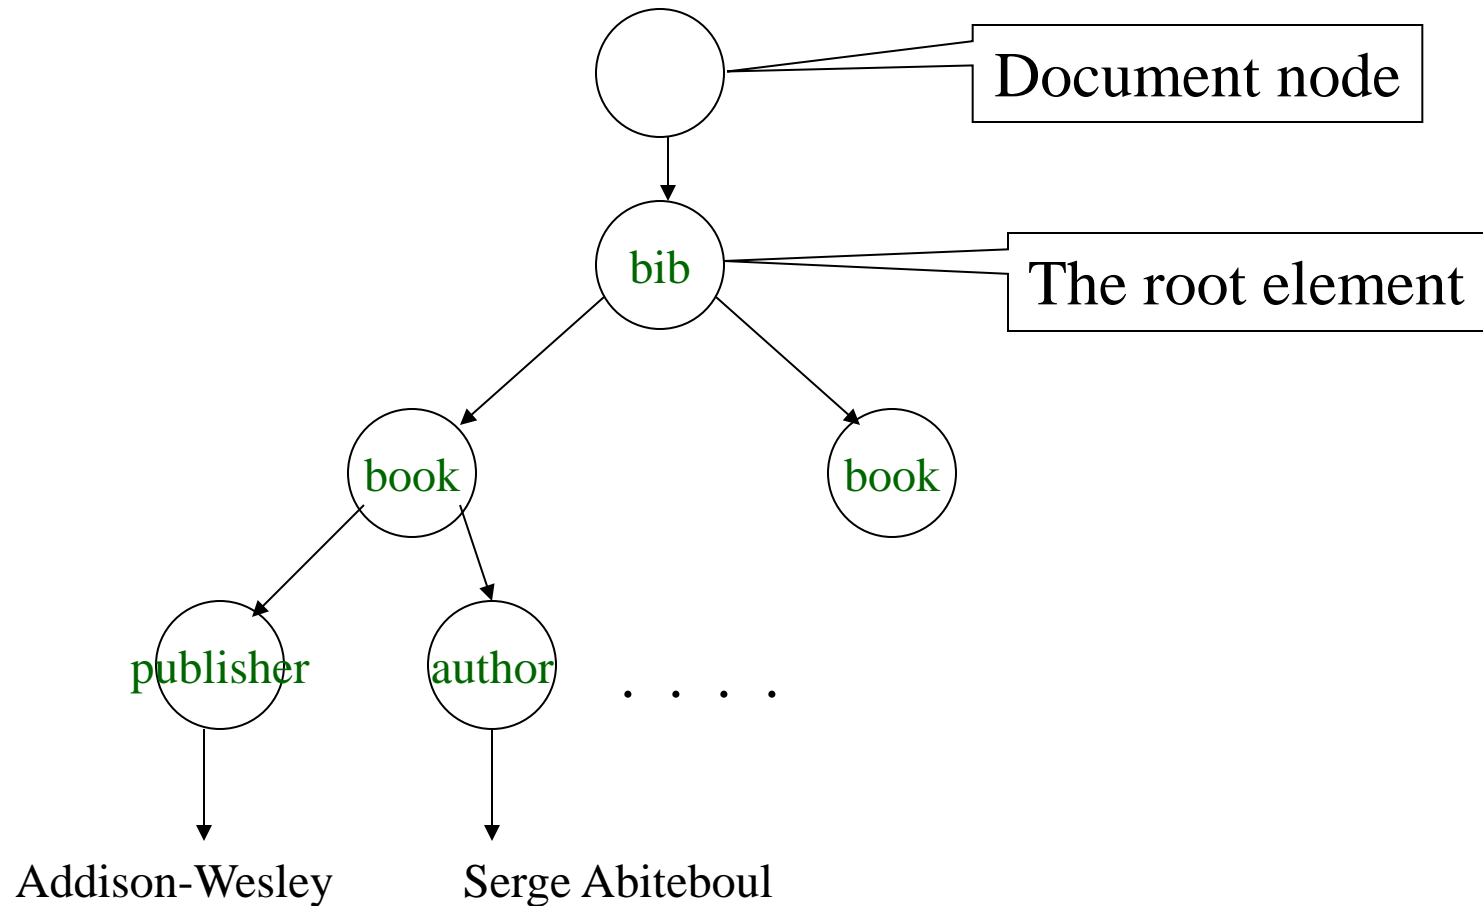 Document node
bib
The root element
book
book
publisher
author
. . . .
Addison-Wesley
Serge Abiteboul